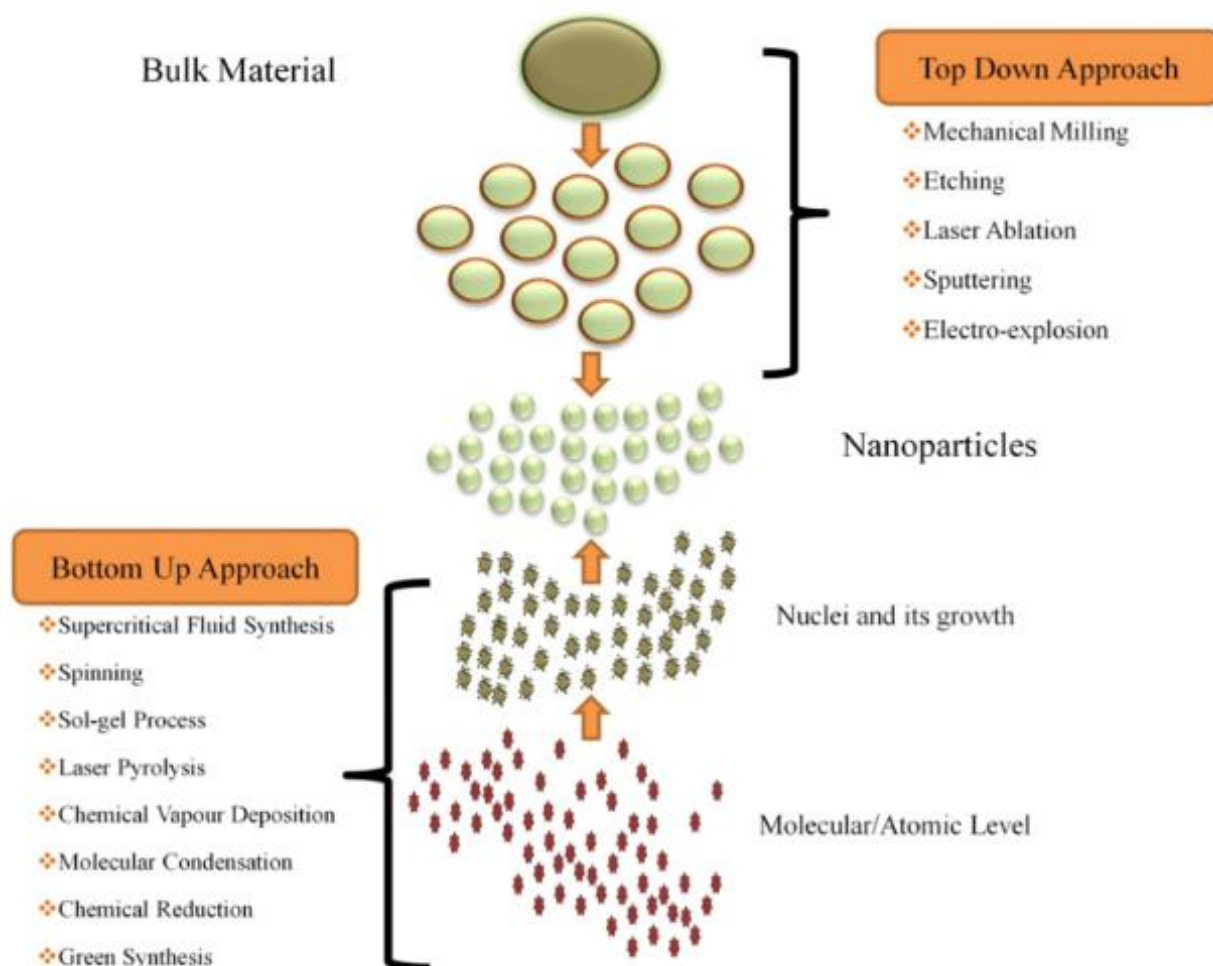 Bulk Material
Top Down Approach
❖Mechanical Milling
❖Etching
❖Laser Ablation
❖Sputtering
❖Electro-explosion
Nanoparticles
Bottom Up Approach
❖Supercritical Fluid Synthesis
❖Spinning
❖Sol-gel Process
❖Laser Pyrolysis
❖Chemical Vapour Deposition
❖Molecular Condensation
❖Chemical Reduction
❖Green Synthesis
Nuclei and its growth
Molecular/Atomic Level